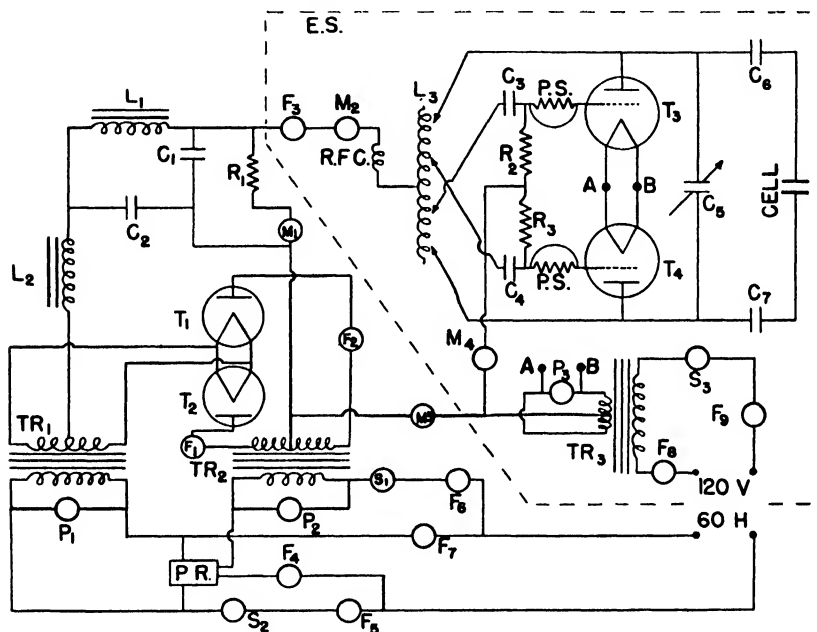 E.S.
L₁
F₃
M₂
L₃
C₃
P.S.
C₆
T₃
C₁
R₁
R.F.C.
R₂
A
B
C₂
C₅
CELL
M₁
R₃
L₂
C₄
P.S.
T₄
C₇
T₁
F₂
M₄
A
P₃
B
S₃
T₂
M³
F₉
TR₁
F₁
TR₂
TR₃
F₈
120 V
S₁
F₆
60 H
P₁
P₂
F₇
P. R.
F₄
S₂
F₅